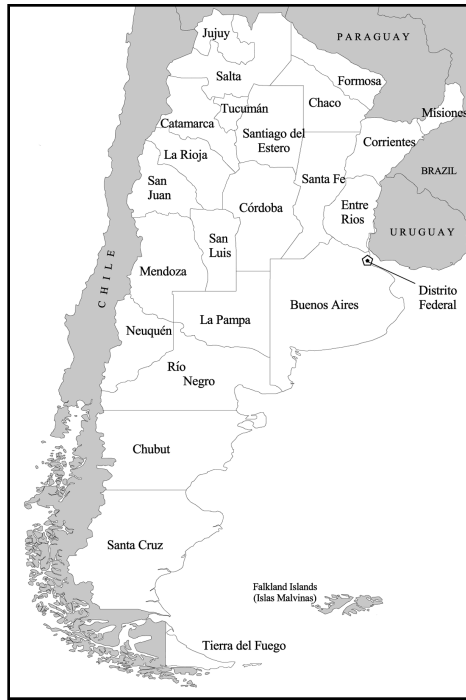 PARAGUAY
Jujuy
Salta
Formosa
Tucumán
Chaco
Misiones
Catamarca
Santiago del
Estero
Corrientes
La Rioja
Santa Fe
BRAZIL
San
Juan
Córdoba
Entre
Rios
URUGUAY
San
Luis
CHILE
Mendoza
Distrito
Federal
Buenos Aires
La Pampa
Neuquén
Río
Negro
Chubut
Santa Cruz
Falkland Islands
(Islas Malvinas)
Tierra del Fuego